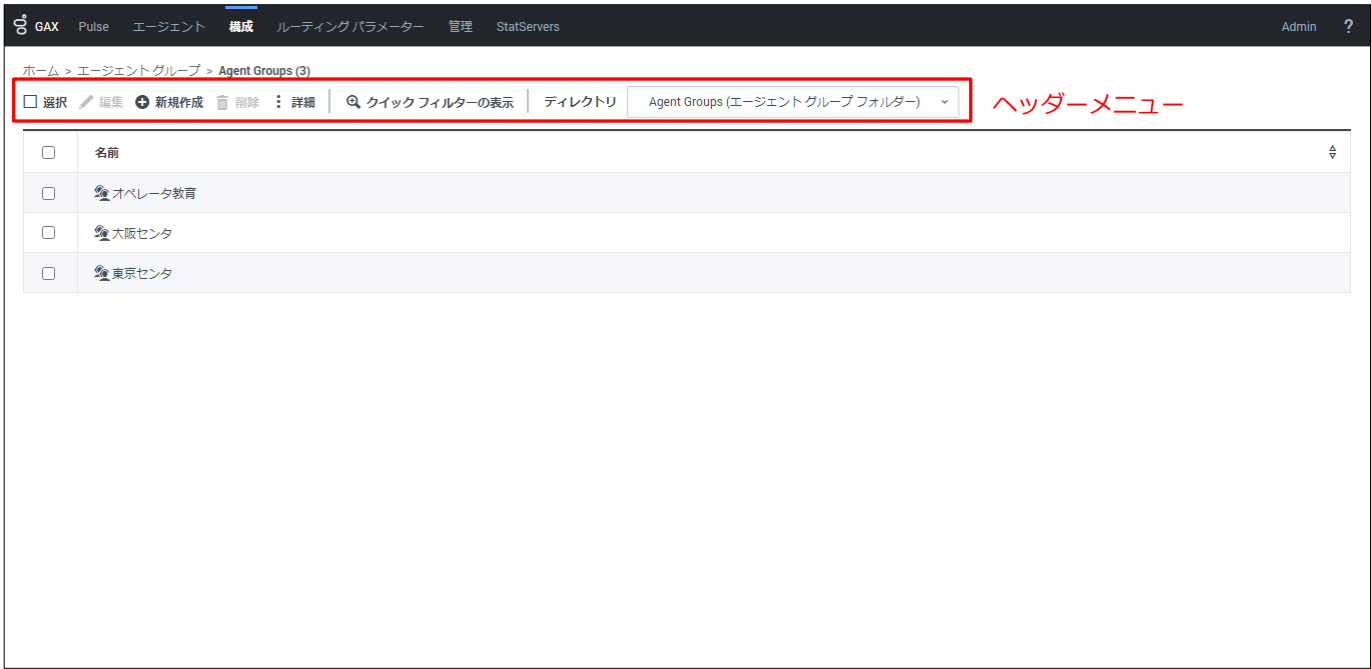 GAX Pulse エージェント 構成 ルーティング パラメーター 管理 StatServers Admin ?
ホーム > エージェント グループ > Agent Groups (3)
選択 編集 新規作成 削除 詳細 クイック フィルターの表示 ディレクトリ Agent Groups (エージェント グループ フォルダー) ヘッダーメニュー
名前
オペレータ教育
大阪センタ
東京センタ